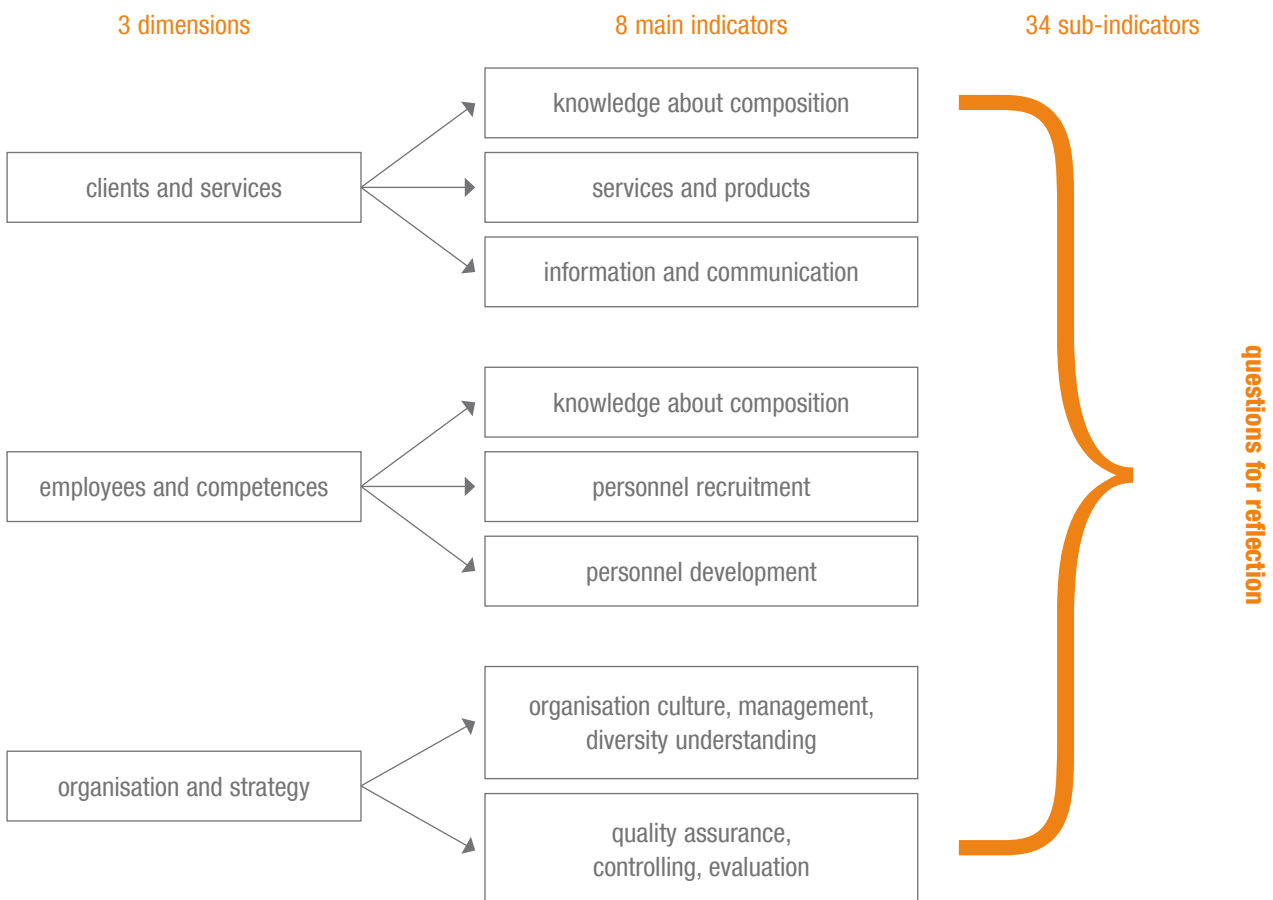 3 dimensions
8 main indicators
34 sub-indicators
clients and services
knowledge about composition
services and products
information and communication
employees and competences
knowledge about composition
personnel recruitment
personnel development
organisation and strategy
organisation culture, management,
diversity understanding
quality assurance,
controlling, evaluation
questions for reflection